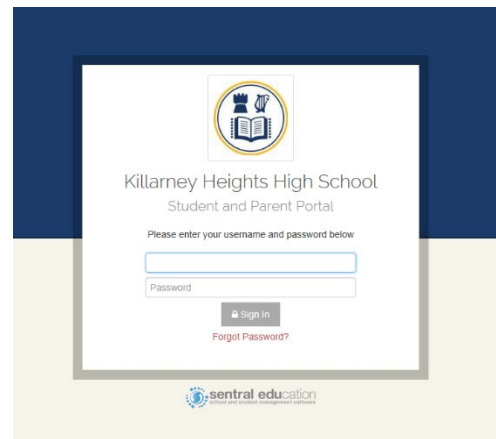 Killarney Heights High School
Student and Parent Portal
Please enter your username and password below
Password
Sign In
Forgot Password?
sentral education
school and student management software